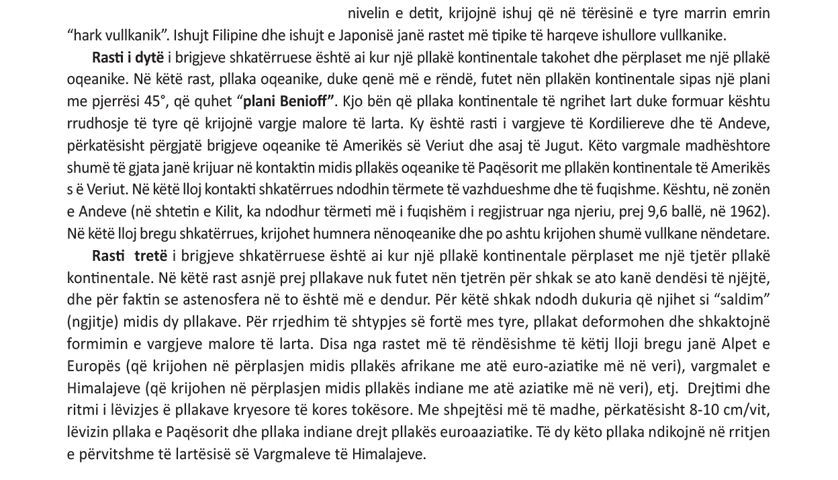 nivelin e detit, krijojnë ishuj që në tërësinë e tyre marrin emrin
“hark vullkanik”. Ishujt Filipine dhe ishujt e Japonisë janë rastet më tipike të harqeve ishullore vullkanike.
Rasti i dytë i brigjeve shkatërruese është ai kur një pllakë kontinentale takohet dhe përplaset me një pllakë
oqeanike. Në këtë rast, pllaka oqeanike, duke qenë më e rëndë, futet nën pllakën kontinentale sipas një plani
me pjerrësi 45°, që quhet “plani Benioff”. Kjo bën që pllaka kontinentale të ngrihet lart duke formuar kështu
rrudhosje të tyre që krijojnë vargje malore të larta. Ky është rasti i vargjeve të Kordiliereve dhe të Andeve,
përkatësisht përgjatë brigjeve oqeanike të Amerikës së Veriut dhe asaj të Jugut. Këto vargmale madhështore
shumë të gjata janë krijuar në kontaktin midis pllakës oqeanike të Paqësorit me pllakën kontinentale të Amerikës
s ë Veriut. Në këtë lloj kontakti shkatërrues ndodhin tërmete të vazhdueshme dhe të fuqishme. Kështu, në zonën
e Andeve (në shtetin e Kilit, ka ndodhur tërmeti më i fuqishëm i regjistruar nga njeriu, prej 9,6 ballë, në 1962).
Në këtë lloj bregu shkatërrues, krijohet humnera nënoqeanike dhe po ashtu krijohen shumë vullkane nëndetare.
Rasti tretë i brigjeve shkatërruese është ai kur një pllakë kontinentale përplaset me një tjetër pllakë
kontinentale. Në këtë rast asnjë prej pllakave nuk futet nën tjetrën për shkak se ato kanë dendësi të njëjtë,
dhe për faktin se astenosfera në to është më e dendur. Për këtë shkak ndodh dukuria që njihet si “saldim”
(ngjitje) midis dy pllakave. Për rrjedhim të shtypjes së fortë mes tyre, pllakat deformohen dhe shkaktojnë
formimin e vargjeve malore të larta. Disa nga rastet më të rëndësishme të këtij lloji bregu janë Alpet e
Europës (që krijohen në përplasjen midis pllakës afrikane me atë euro-aziatike më në veri), vargmalet e
Himalajeve (që krijohen në përplasjen midis pllakës indiane me atë aziatike më në veri), etj. Drejtimi dhe
ritmi i lëvizjes ë pllakave kryesore të kores tokësore. Me shpejtësi më të madhe, përkatësisht 8-10 cm/vit,
lëvizin pllaka e Paqësorit dhe pllaka indiane drejt pllakës euroaaziatike. Të dy këto pllaka ndikojnë në rritjen
e përvitshme të lartësisë së Vargmaleve të Himalajeve.